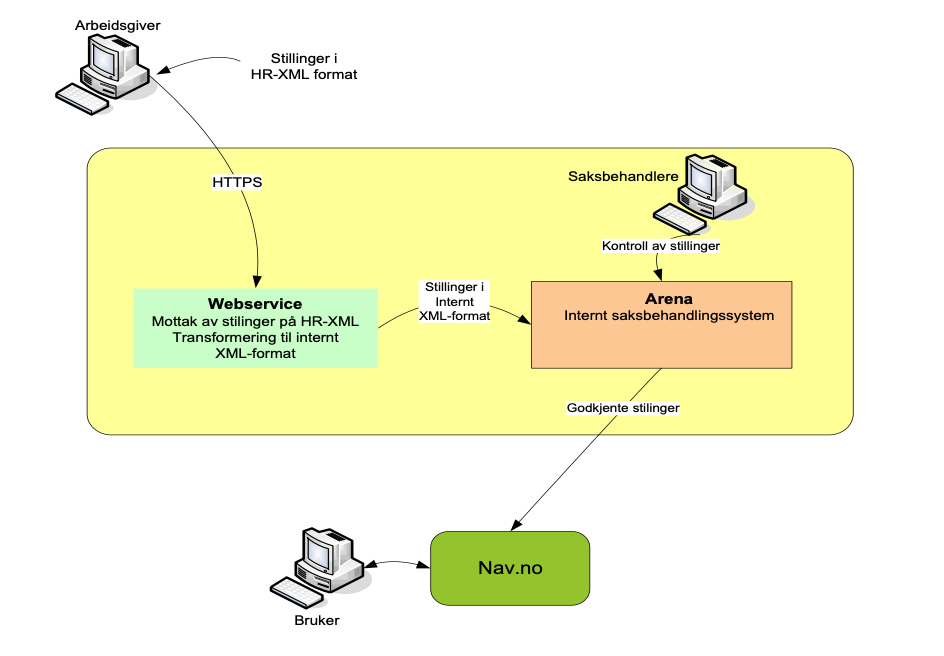 Arbeidsgiver
Stillinger i
HR-XML format
HTTPS
Saksbehandlere
Kontroll av stillinger
Webservice
Mottak av stilinger på HR-XML
Transformering til internt
XML-format
Stillinger i
Internt
XML-format
Arena
Internt saksbehandlingssystem
Godkjente stilinger
Nav.no
Bruker